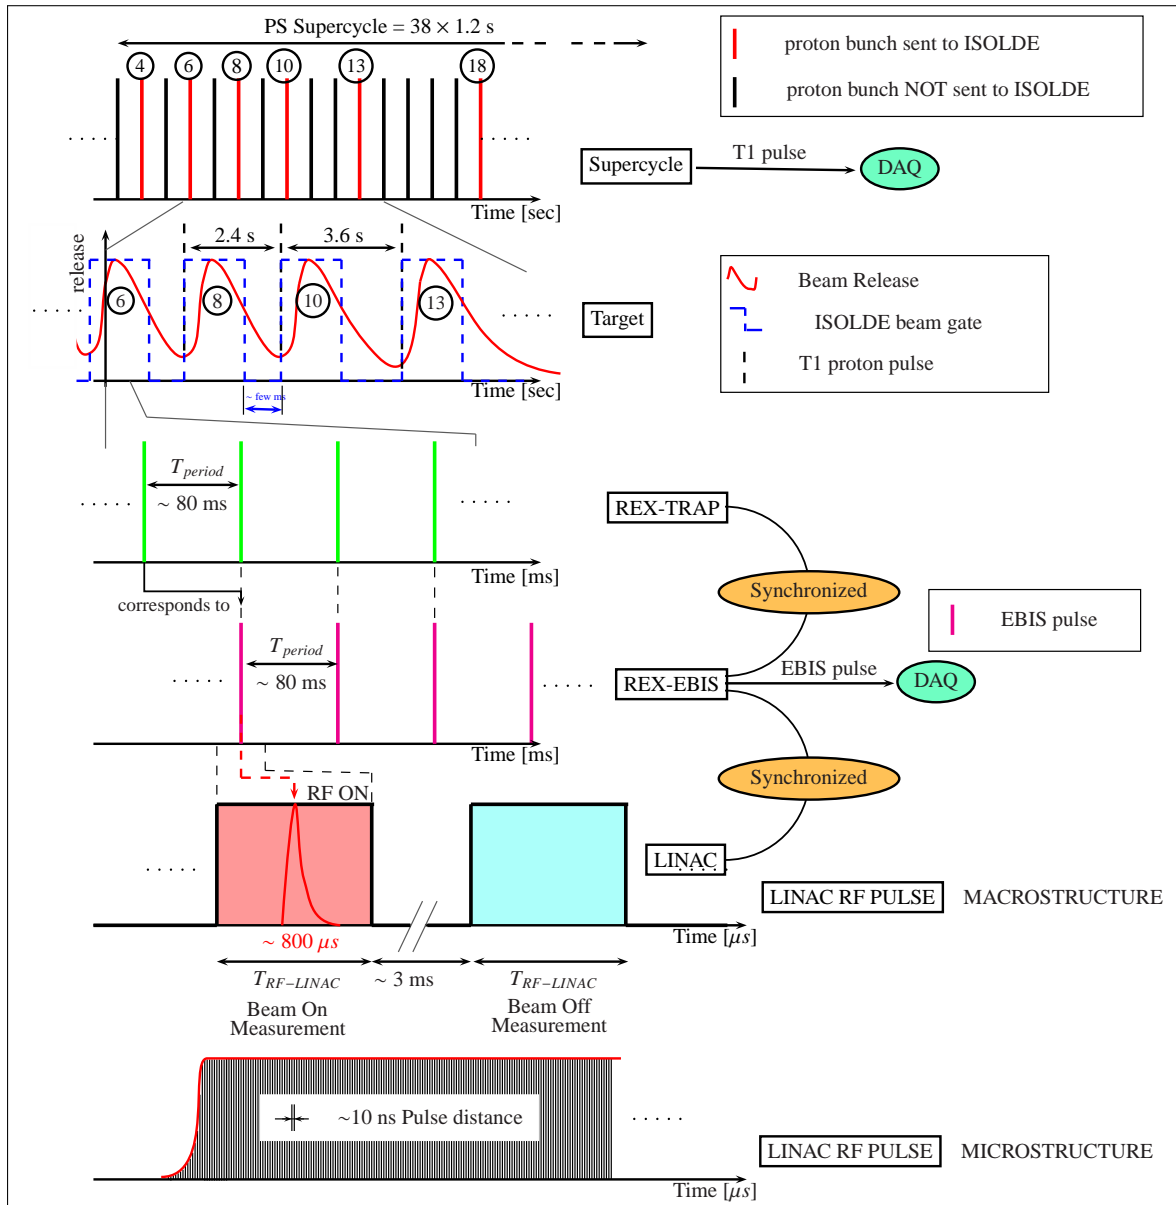 PS Supercycle = 38 × 1.2 s
4 6 8 10 13 18
proton bunch sent to ISOLDE
proton bunch NOT sent to ISOLDE
. . . . . . . . . .
Supercycle
T1 pulse
DAQ
Time [sec]
release
2.4 s
3.6 s
6 8 10 13
. . . . . . . . . .
Target
Beam Release
ISOLDE beam gate
T1 proton pulse
~ few ms
Time [sec]
T_period
~ 80 ms
. . . . . . . . . .
REX-TRAP
Time [ms]
corresponds to
Synchronized
EBIS pulse
T_period
~ 80 ms
. . . . . . . . . .
REX-EBIS
EBIS pulse
DAQ
Time [ms]
Synchronized
RF ON
. . . . .
LINAC
. . . . .
LINAC RF PULSE MACROSTRUCTURE
~ 800 μs
Time [μs]
T_RF−LINAC
~ 3 ms
T_RF−LINAC
Beam On
Measurement
Beam Off
Measurement
~10 ns Pulse distance
. . . . .
LINAC RF PULSE MICROSTRUCTURE
Time [μs]